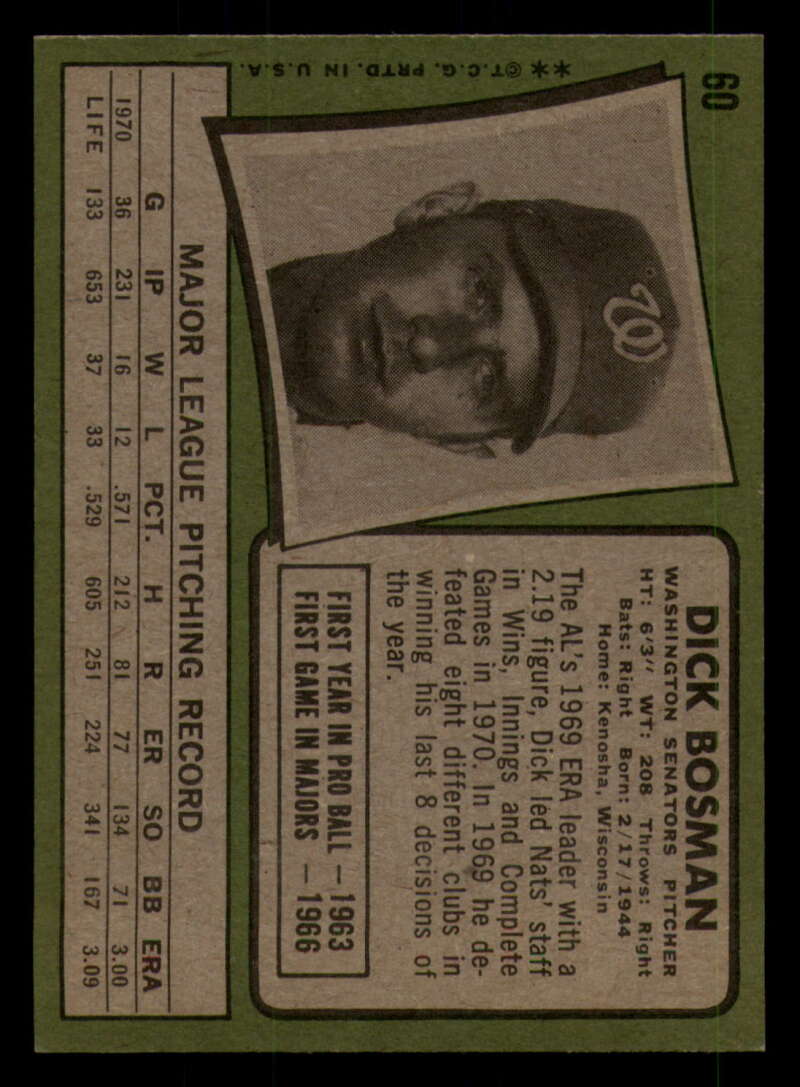 60
** ©T.C.G. PRTD. IN U.S.A.
W
DICK BOSMAN
WASHINGTON SENATORS PITCHER
HT: 6'3" WT: 208 Throws: Right
Bats: Right Born: 2/17/1944
Home: Kenosha, Wisconsin
The AL's 1969 ERA leader with a
2.19 figure, Dick led Nats' staff
in Wins, Innings and Complete
Games in 1970. In 1969 he de-
feated eight different clubs in
winning his last 8 decisions of
the year.
FIRST YEAR IN PRO BALL — 1963
FIRST GAME IN MAJORS — 1966
MAJOR LEAGUE PITCHING RECORD
G IP W L PCT. H R ER SO BB ERA
1970 36 231 16 12 .571 212 81 77 134 71 3.00
LIFE 133 653 37 33 .529 605 251 224 341 167 3.09